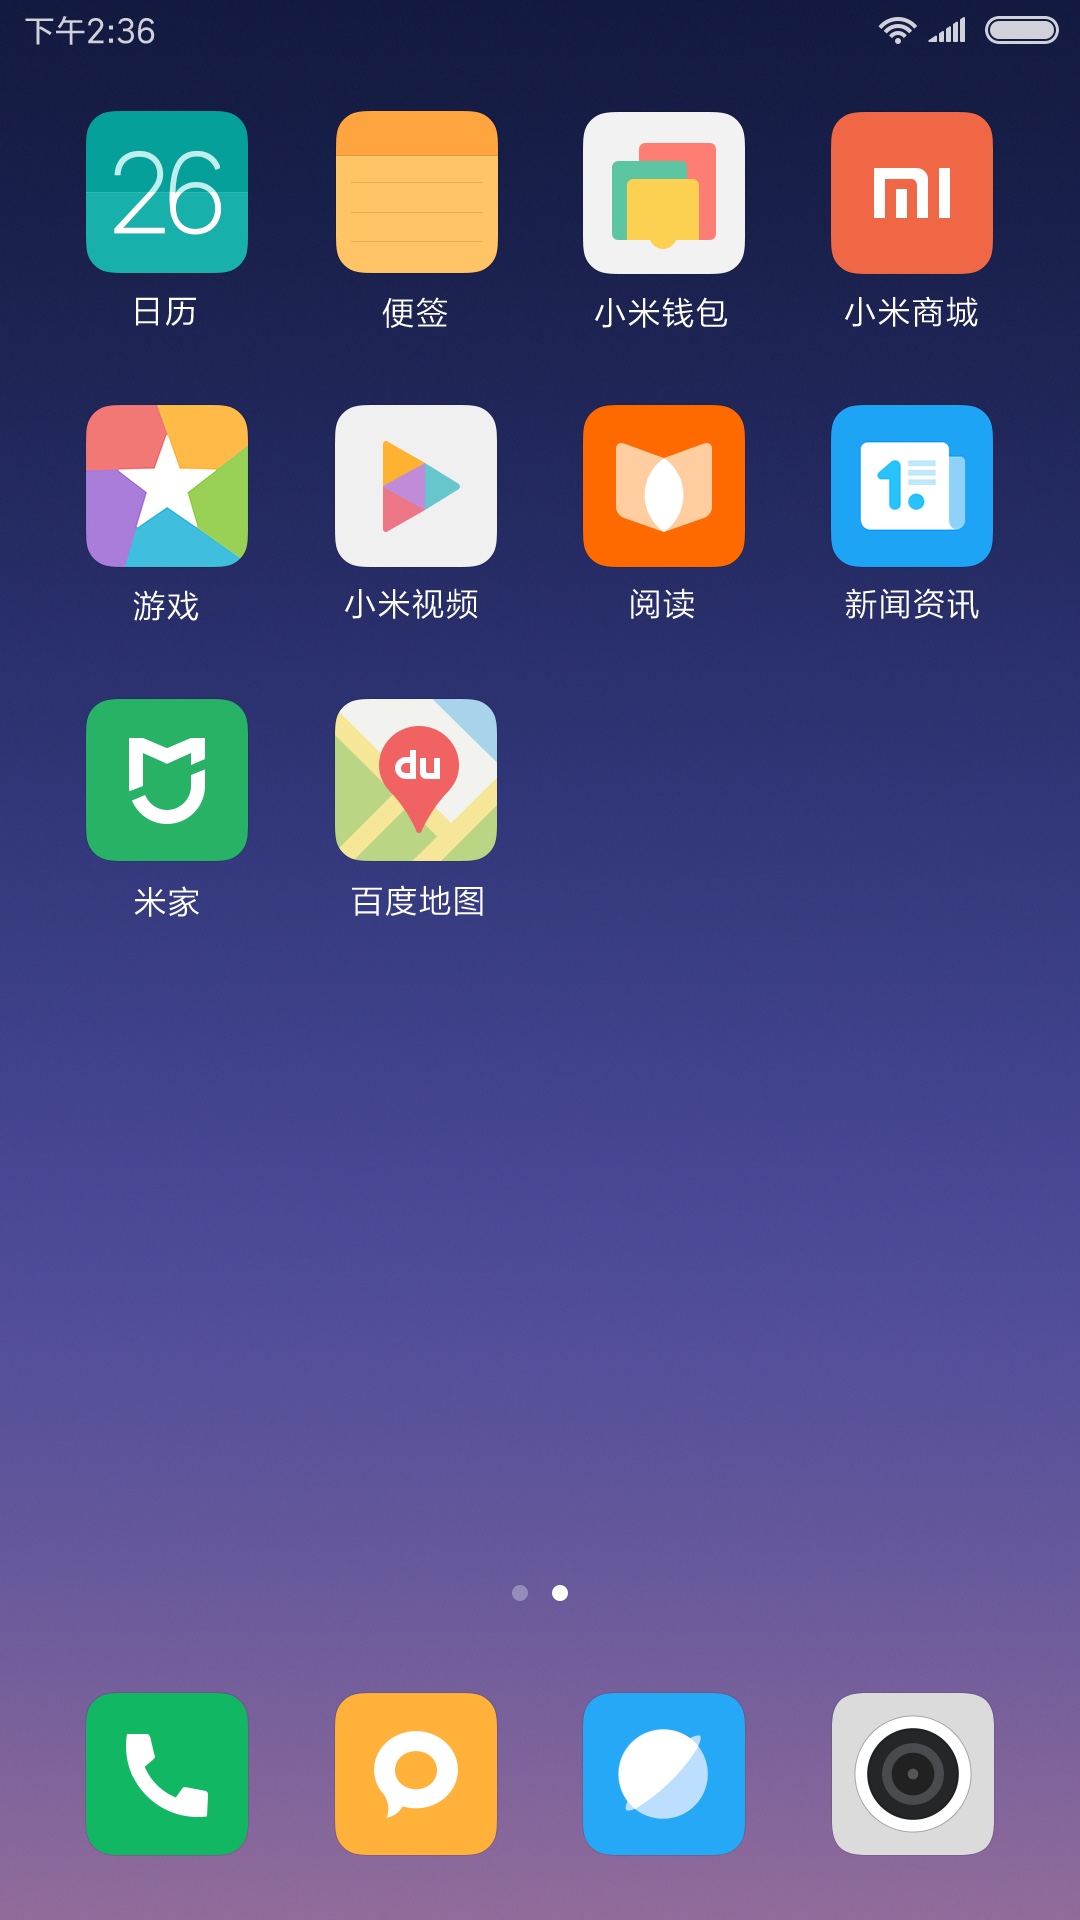 下午2:36
26
mi
日历 便签 小米钱包 小米商城
1.
游戏 小米视频 阅读 新闻资讯
du
米家 百度地图